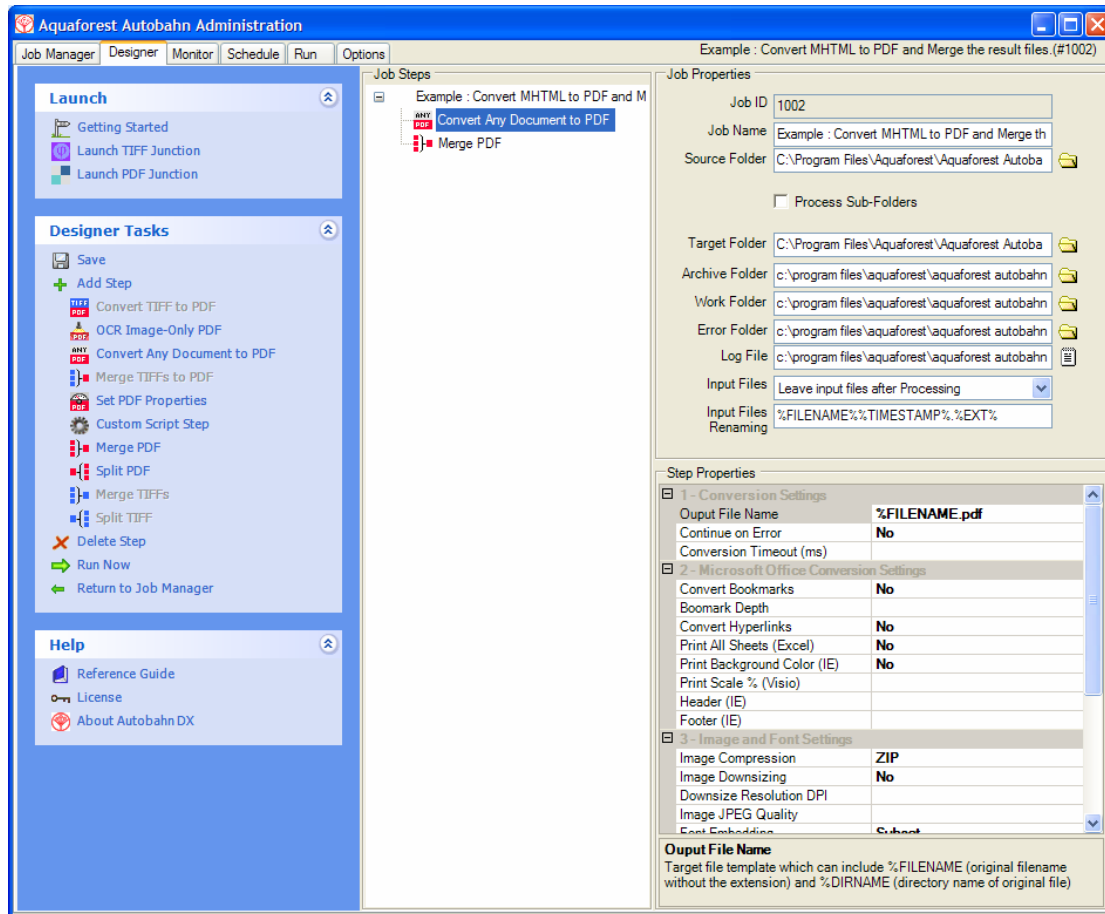 Aquaforest Autobahn Administration
Job Manager Designer Monitor Schedule Run Options Example : Convert MHTML to PDF and Merge the result files.(#1002)
Launch
Getting Started
Launch TIFF Junction
Launch PDF Junction
Designer Tasks
Save
Add Step
Convert TIFF to PDF
OCR Image-Only PDF
Convert Any Document to PDF
Merge TIFFs to PDF
Set PDF Properties
Custom Script Step
Merge PDF
Split PDF
Merge TIFFs
Split TIFF
Delete Step
Run Now
Return to Job Manager
Help
Reference Guide
License
About Autobahn DX
Job Steps
Example : Convert MHTML to PDF and M
Convert Any Document to PDF
Merge PDF
Job Properties
Job ID 1002
Job Name Example : Convert MHTML to PDF and Merge th
Source Folder C:\Program Files\Aquaforest\Aquaforest Autoba
Process Sub-Folders
Target Folder C:\Program Files\Aquaforest\Aquaforest Autoba
Archive Folder c:\program files\aquaforest\aquaforest autobahn
Work Folder c:\program files\aquaforest\aquaforest autobahn
Error Folder c:\program files\aquaforest\aquaforest autobahn
Log File c:\program files\aquaforest\aquaforest autobahn
Input Files Leave input files after Processing
Input Files Renaming %FILENAME%%TIMESTAMP%.%EXT%
Step Properties
1 - Conversion Settings
Ouput File Name %FILENAME.pdf
Continue on Error No
Conversion Timeout (ms)
2 - Microsoft Office Conversion Settings
Convert Bookmarks No
Boomark Depth
Convert Hyperlinks No
Print All Sheets (Excel) No
Print Background Color (IE) No
Print Scale % (Visio)
Header (IE)
Footer (IE)
3 - Image and Font Settings
Image Compression ZIP
Image Downsizing No
Downsize Resolution DPI
Image JPEG Quality
Font Embedding Subset
Ouput File Name
Target file template which can include %FILENAME (original filename
without the extension) and %DIRNAME (directory name of original file)